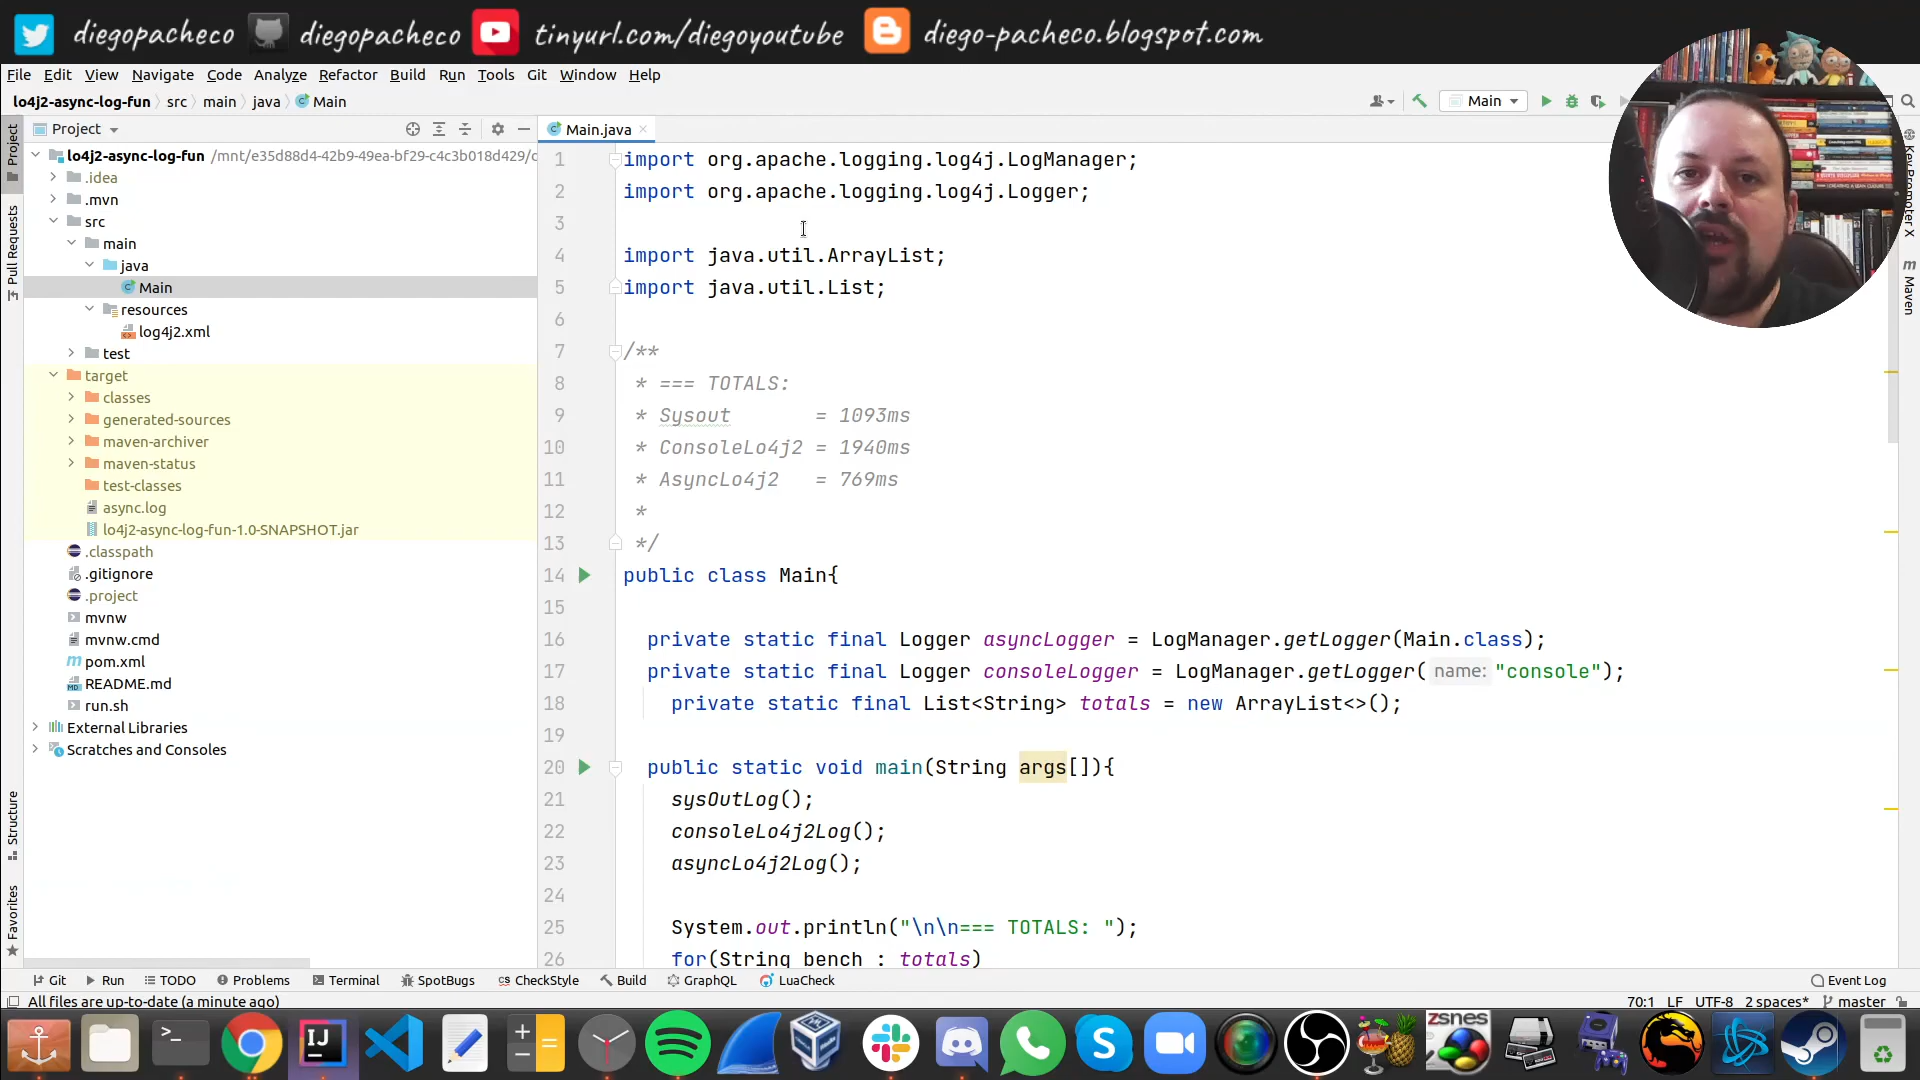 diegopacheco diegopacheco tinyurl.com/diegoyoutube diego-pacheco.blogspot.com
File Edit View Navigate Code Analyze Refactor Build Run Tools Git Window Help
lo4j2-async-log-fun src main java Main
Main
Project
Main.java
Project
Pull Requests
Structure
Favorites
lo4j2-async-log-fun /mnt/e35d88d4-42b9-49ea-bf29-c4c3b018d429/c
.idea
.mvn
src
main
java
Main
resources
log4j2.xml
test
target
classes
generated-sources
maven-archiver
maven-status
test-classes
async.log
lo4j2-async-log-fun-1.0-SNAPSHOT.jar
.classpath
.gitignore
.project
mvnw
mvnw.cmd
pom.xml
README.md
run.sh
External Libraries
Scratches and Consoles
1 import org.apache.logging.log4j.LogManager;
2 import org.apache.logging.log4j.Logger;
3
4 import java.util.ArrayList;
5 import java.util.List;
6
7 /**
8 * === TOTALS:
9 * Sysout = 1093ms
10 * ConsoleLo4j2 = 1940ms
11 * AsyncLo4j2 = 769ms
12 *
13 */
14 public class Main{
15
16 private static final Logger asyncLogger = LogManager.getLogger(Main.class);
17 private static final Logger consoleLogger = LogManager.getLogger( name: "console");
18 private static final List<String> totals = new ArrayList<>();
19
20 public static void main(String args[]){
21 sysOutLog();
22 consoleLo4j2Log();
23 asyncLo4j2Log();
24
25 System.out.println("\n\n=== TOTALS: ");
26 for(String bench : totals)
Key Promoter X
Maven
Git Run TODO Problems Terminal SpotBugs CheckStyle Build GraphQL LuaCheck Event Log
All files are up-to-date (a minute ago) 70:1 LF UTF-8 2 spaces* master
zsnes